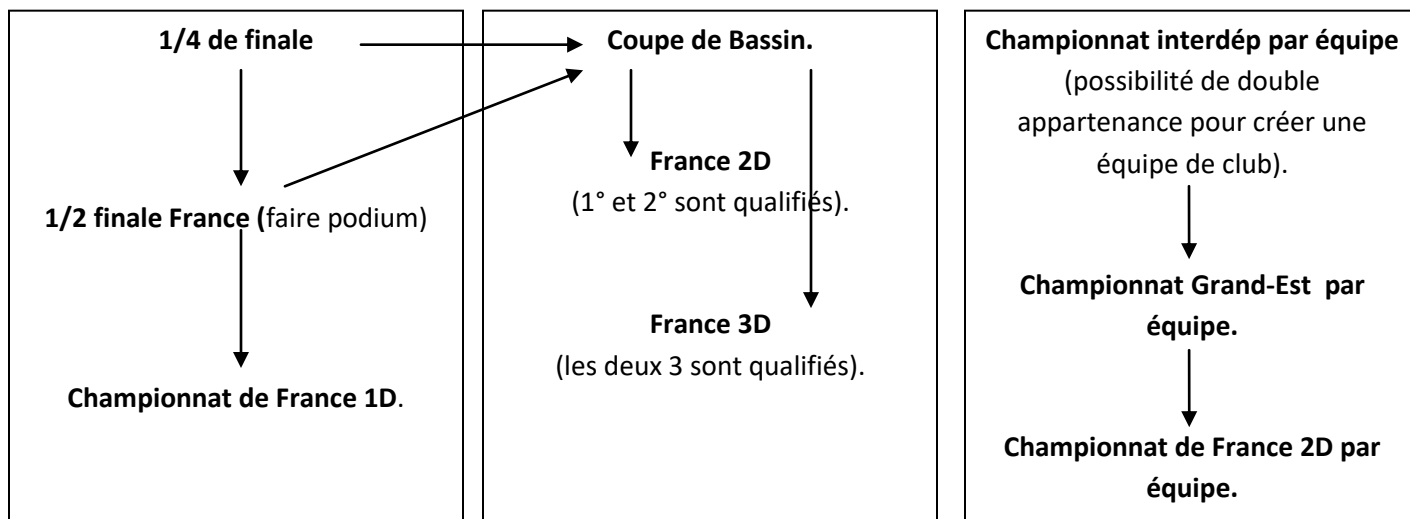 1/4 de finale
1/2 finale France (faire podium)
Championnat de France 1D.
Coupe de Bassin.
France 2D
(1° et 2° sont qualifiés).
France 3D
(les deux 3 sont qualifiés).
Championnat interdép par équipe
(possibilité de double
appartenance pour créer une
équipe de club).
Championnat Grand-Est par
équipe.
Championnat de France 2D par
équipe.